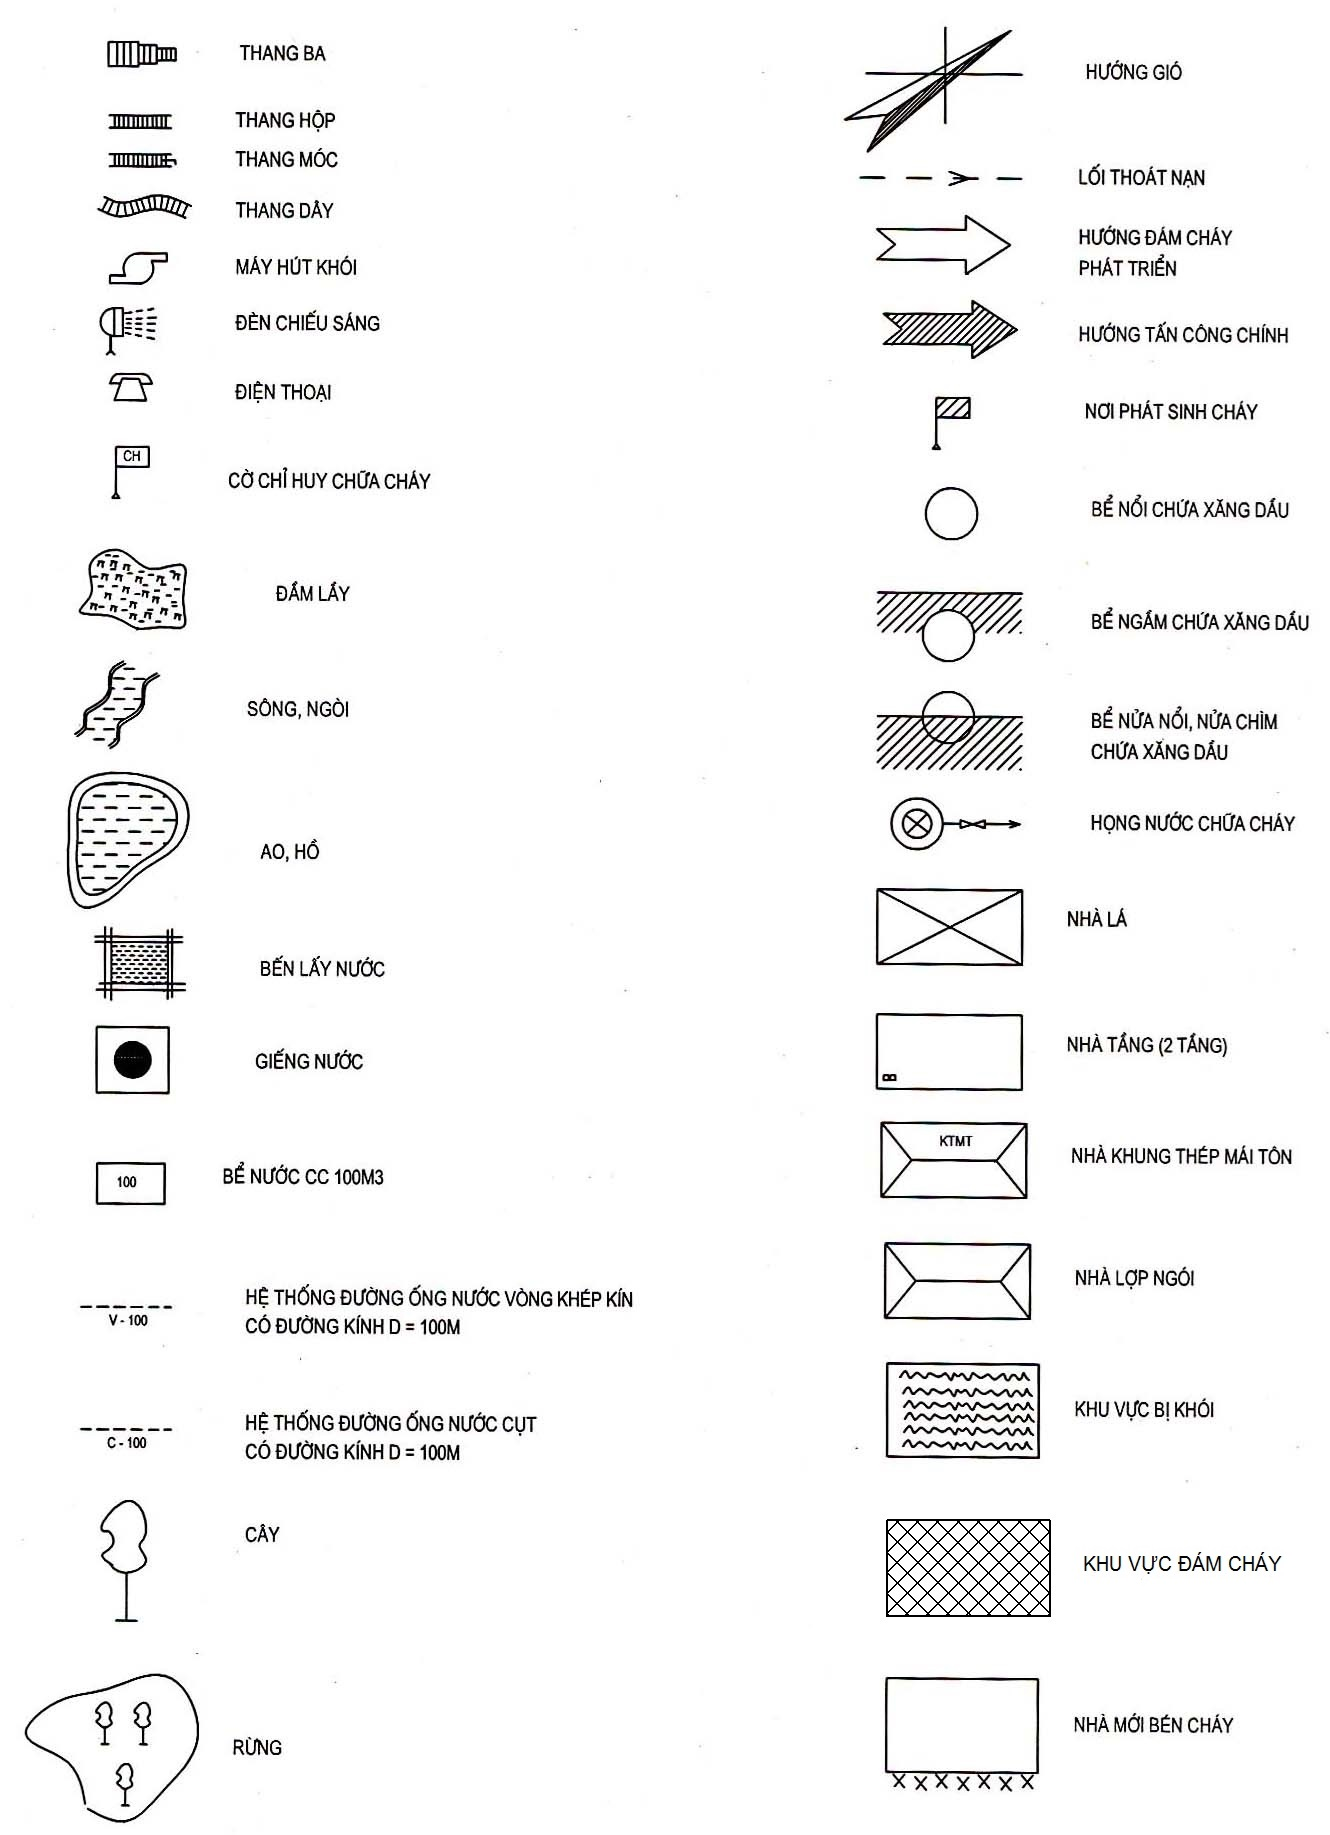 THANG BA
THANG HỘP
THANG MÓC
THANG DÂY
MÁY HÚT KHÓI
ĐÈN CHIẾU SÁNG
ĐIỆN THOẠI
CH
CỜ CHỈ HUY CHỮA CHÁY
ĐẦM LẦY
SÔNG, NGÒI
AO, HỒ
BẾN LẤY NƯỚC
GIẾNG NƯỚC
100
BỂ NƯỚC CC 100M3
HỆ THỐNG ĐƯỜNG ỐNG NƯỚC VÒNG KHÉP KÍN
V - 100
CÓ ĐƯỜNG KÍNH D = 100M
HỆ THỐNG ĐƯỜNG ỐNG NƯỚC CỤT
C - 100
CÓ ĐƯỜNG KÍNH D = 100M
CÂY
RỪNG
HƯỚNG GIÓ
LỐI THOÁT NẠN
HƯỚNG ĐÁM CHÁY
PHÁT TRIỂN
HƯỚNG TẤN CÔNG CHÍNH
NƠI PHÁT SINH CHÁY
BỂ NỔI CHỨA XĂNG DẦU
BỂ NGẦM CHỨA XĂNG DẦU
BỂ NỬA NỔI, NỬA CHÌM
CHỨA XĂNG DẦU
HỌNG NƯỚC CHỮA CHÁY
NHÀ LÁ
NHÀ TẦNG (2 TẦNG)
KTMT
NHÀ KHUNG THÉP MÁI TÔN
NHÀ LỢP NGÓI
KHU VỰC BỊ KHÓI
KHU VỰC ĐÁM CHÁY
NHÀ MỚI BÉN CHÁY